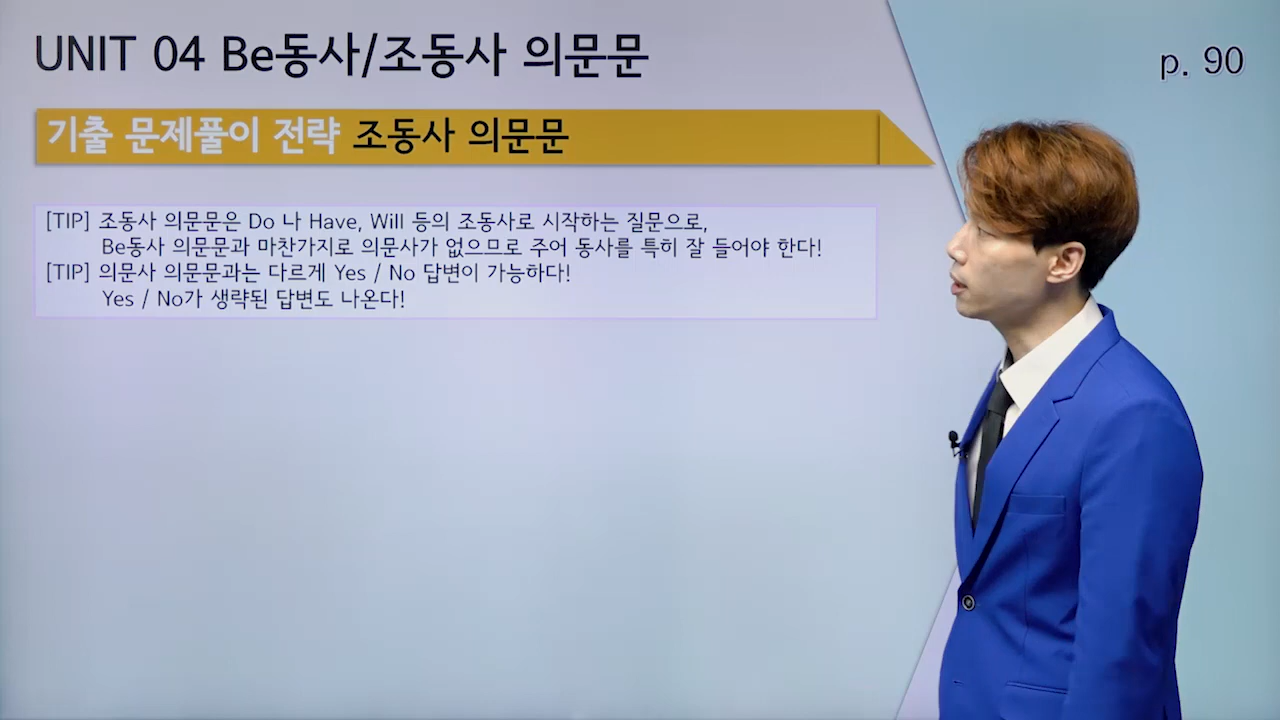 UNIT 04 Be동사/조동사 의문문
p. 90
기출 문제풀이 전략 조동사 의문문
[TIP] 조동사 의문문은 Do 나 Have, Will 등의 조동사로 시작하는 질문으로,
Be동사 의문문과 마찬가지로 의문사가 없으므로 주어 동사를 특히 잘 들어야 한다!
[TIP] 의문사 의문문과는 다르게 Yes / No 답변이 가능하다!
Yes / No가 생략된 답변도 나온다!